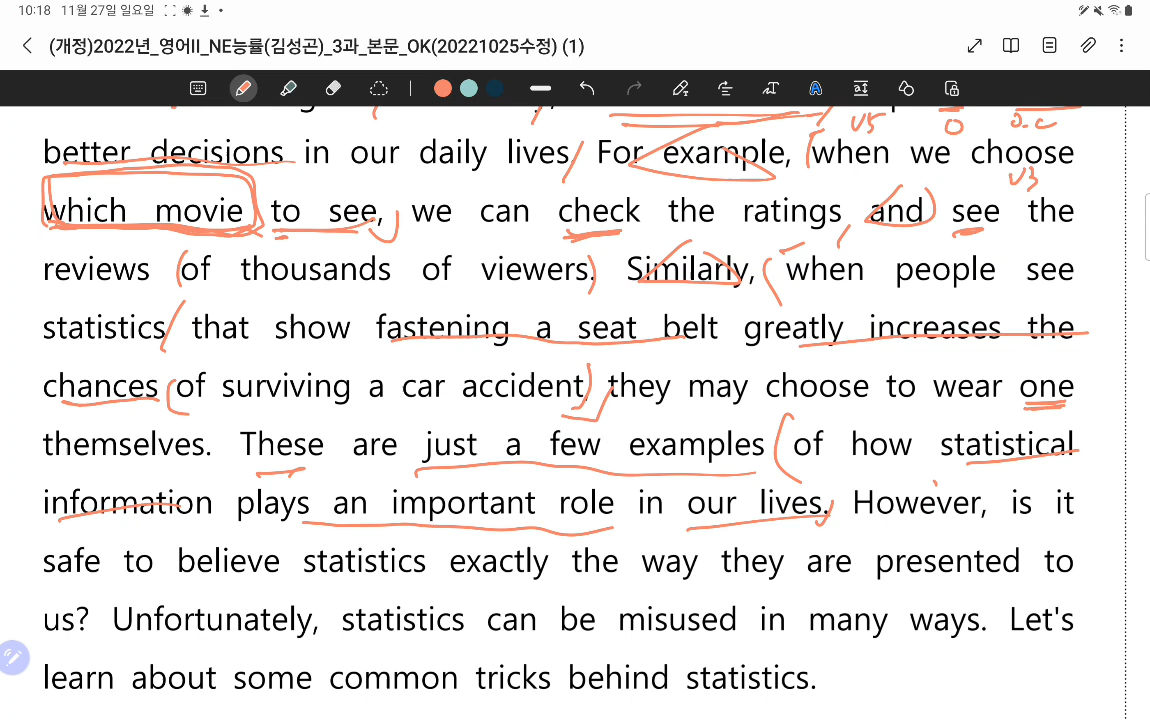 10:18 11월 27일 일요일
(개정)2022년_영어II_NE능률(김성곤)_3과_본문_OK(20221025수정) (1)
v5 O o.c
better decisions in our daily lives. For example, when we choose
v3
which movie to see, we can check the ratings and see the
reviews of thousands of viewers. Similarly, when people see
statistics that show fastening a seat belt greatly increases the
chances of surviving a car accident, they may choose to wear one
themselves. These are just a few examples of how statistical
information plays an important role in our lives. However, is it
safe to believe statistics exactly the way they are presented to
us? Unfortunately, statistics can be misused in many ways. Let's
learn about some common tricks behind statistics.